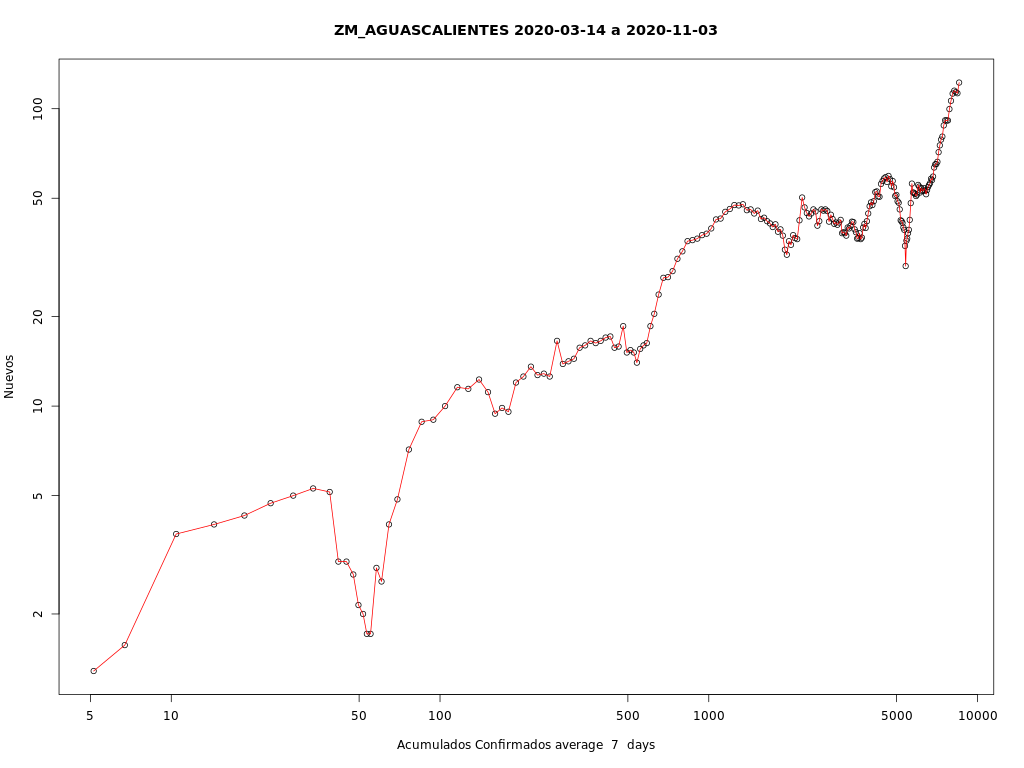 ZM_AGUASCALIENTES 2020-03-14 a 2020-11-03
Nuevos
100
50
20
10
5
2
5 10 50 100 500 1000 5000 10000
Acumulados Confirmados average 7 days